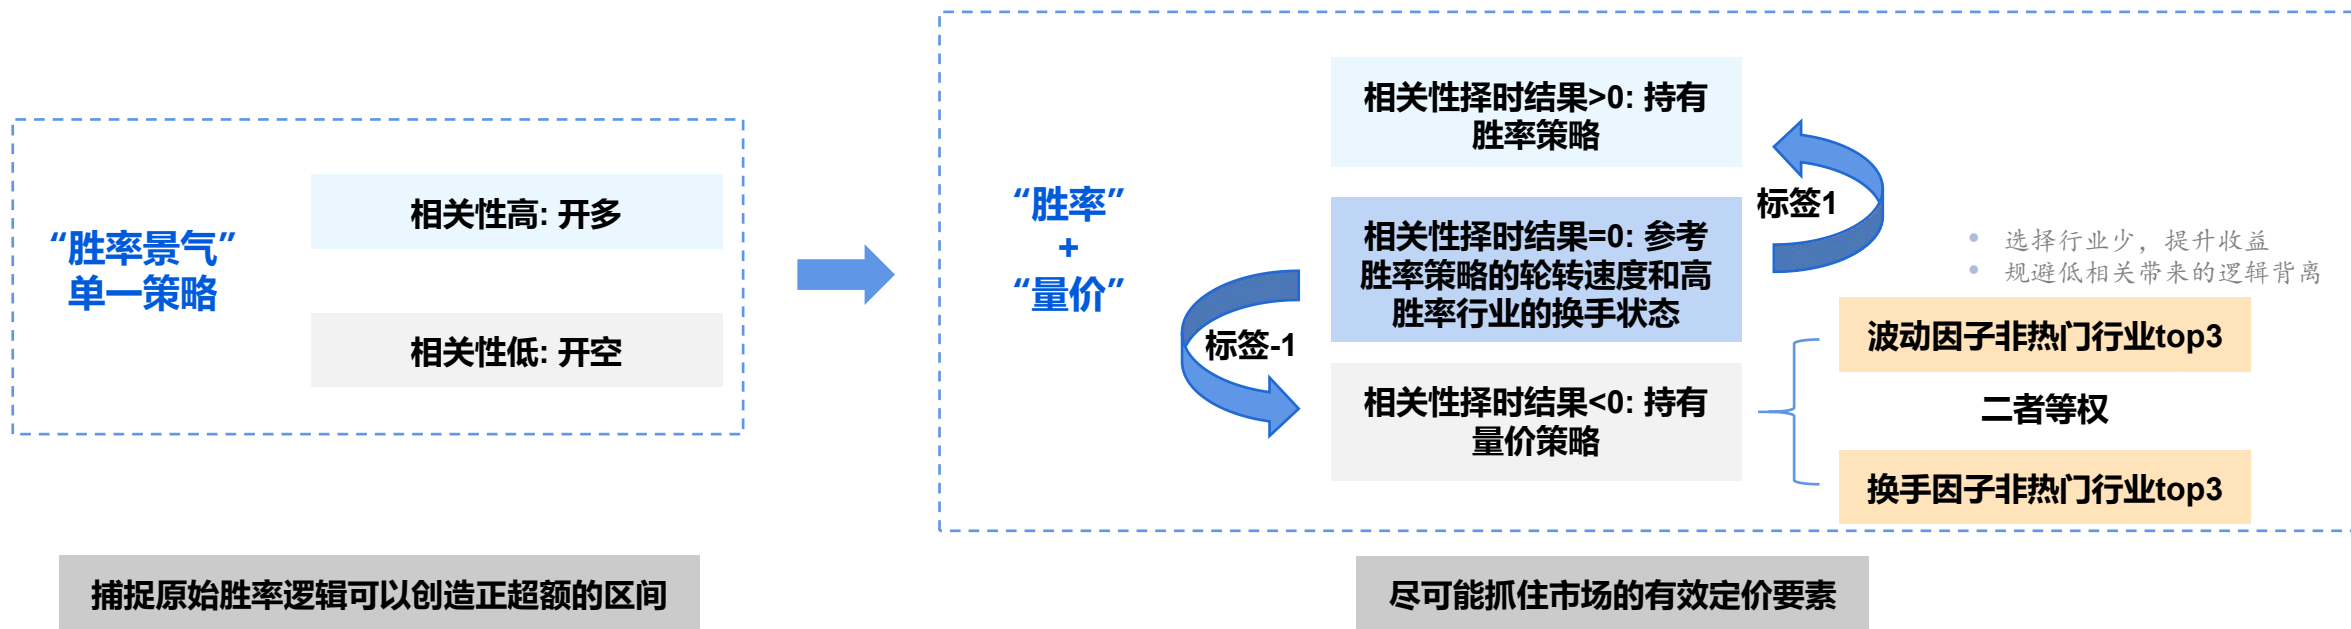 “胜率景气”
单一策略
相关性高: 开多
相关性低: 开空
捕捉原始胜率逻辑可以创造正超额的区间
“胜率”
+
“量价”
相关性择时结果>0: 持有
胜率策略
相关性择时结果=0: 参考
胜率策略的轮转速度和高
胜率行业的换手状态
相关性择时结果<0: 持有
量价策略
标签1
标签-1
• 选择行业少，提升收益
• 规避低相关带来的逻辑背离
波动因子非热门行业top3
二者等权
换手因子非热门行业top3
尽可能抓住市场的有效定价要素